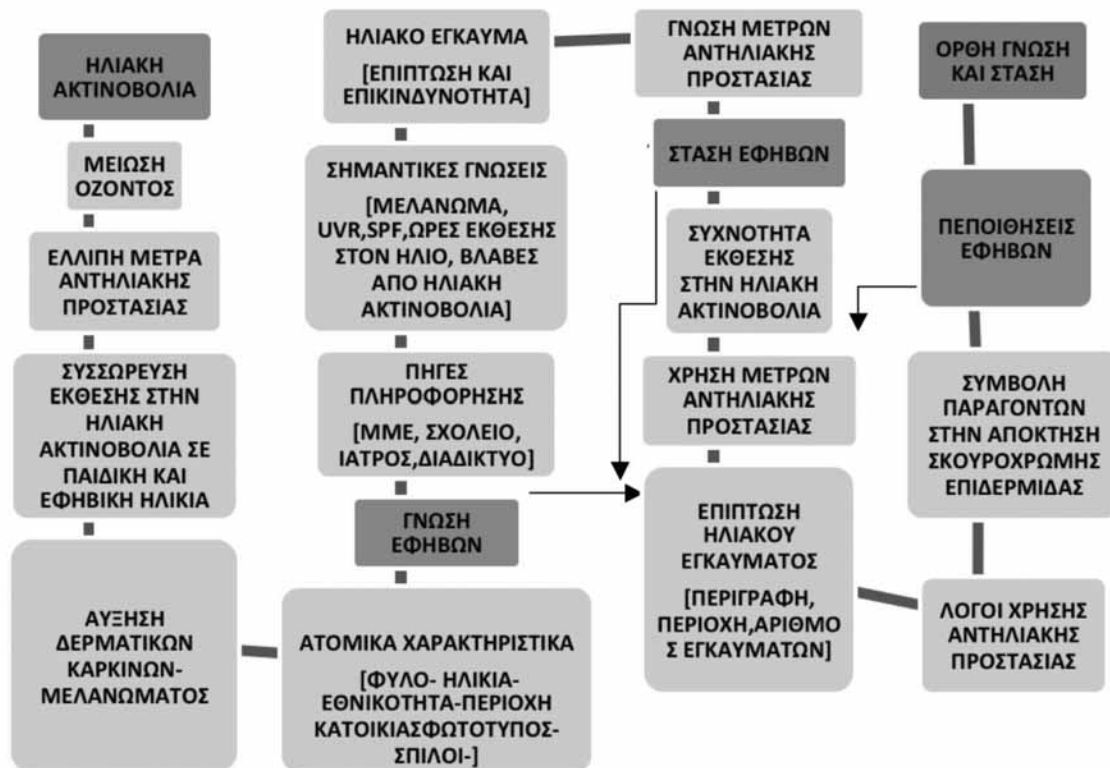 ΗΛΙΑΚΗ
ΑΚΤΙΝΟΒΟΛΙΑ
ΜΕΙΩΣΗ
ΟΖΟΝΤΟΣ
ΕΛΛΙΠΗ ΜΕΤΡΑ
ΑΝΤΗΛΙΑΚΗΣ
ΠΡΟΣΤΑΣΙΑΣ
ΣΥΣΣΩΡΕΥΣΗ
ΕΚΘΕΣΗΣ ΣΤΗΝ
ΗΛΙΑΚΗ
ΑΚΤΙΝΟΒΟΛΙΑ ΣΕ
ΠΑΙΔΙΚΗ ΚΑΙ
ΕΦΗΒΙΚΗ ΗΛΙΚΙΑ
ΑΥΞΗΣΗ
ΔΕΡΜΑΤΙΚΩΝ
ΚΑΡΚΙΝΩΝ-
ΜΕΛΑΝΩΜΑΤΟΣ
ΗΛΙΑΚΟ ΕΓΚΑΥΜΑ
[ΕΠΙΠΤΩΣΗ ΚΑΙ
ΕΠΙΚΙΝΔΥΝΟΤΗΤΑ]
ΣΗΜΑΝΤΙΚΕΣ ΓΝΩΣΕΙΣ
[ΜΕΛΑΝΩΜΑ,
UVR,SPF,ΩΡΕΣ ΕΚΘΕΣΗΣ
ΣΤΟΝ ΗΛΙΟ, ΒΛΑΒΕΣ
ΑΠΟ ΗΛΙΑΚΗ
ΑΚΤΙΝΟΒΟΛΙΑ]
ΠΗΓΕΣ
ΠΛΗΡΟΦΟΡΗΣΗΣ
[ΜΜΕ, ΣΧΟΛΕΙΟ,
ΙΑΤΡΟΣ,ΔΙΑΔΙΚΤΥΟ]
ΓΝΩΣΗ
ΕΦΗΒΩΝ
ΑΤΟΜΙΚΑ ΧΑΡΑΚΤΗΡΙΣΤΙΚΑ
[ΦΥΛΟ- ΗΛΙΚΙΑ-
ΕΘΝΙΚΟΤΗΤΑ-ΠΕΡΙΟΧΗ
ΚΑΤΟΙΚΙΑΣΦΩΤΟΤΥΠΟΣ-
ΣΠΙΛΟΙ-]
ΓΝΩΣΗ ΜΕΤΡΩΝ
ΑΝΤΗΛΙΑΚΗΣ
ΠΡΟΣΤΑΣΙΑΣ
ΣΤΑΣΗ ΕΦΗΒΩΝ
ΣΥΧΝΟΤΗΤΑ
ΕΚΘΕΣΗΣ
ΣΤΗΝ ΗΛΙΑΚΗ
ΑΚΤΙΝΟΒΟΛΙΑ
ΧΡΗΣΗ ΜΕΤΡΩΝ
ΑΝΤΗΛΙΑΚΗΣ
ΠΡΟΣΤΑΣΙΑΣ
ΕΠΙΠΤΩΣΗ
ΗΛΙΑΚΟΥ
ΕΓΚΑΥΜΑΤΟΣ
[ΠΕΡΙΓΡΑΦΗ,
ΠΕΡΙΟΧΗ,ΑΡΙΘΜΟ
Σ ΕΓΚΑΥΜΑΤΩΝ]
ΟΡΘΗ ΓΝΩΣΗ
ΚΑΙ ΣΤΑΣΗ
ΠΕΠΟΙΘΗΣΕΙΣ
ΕΦΗΒΩΝ
ΣΥΜΒΟΛΗ
ΠΑΡΑΓΟΝΤΩΝ
ΣΤΗΝ ΑΠΟΚΤΗΣΗ
ΣΚΟΥΡΟΧΡΩΜΗΣ
ΕΠΙΔΕΡΜΙΔΑΣ
ΛΟΓΟΙ ΧΡΗΣΗΣ
ΑΝΤΗΛΙΑΚΗΣ
ΠΡΟΣΤΑΣΙΑΣ